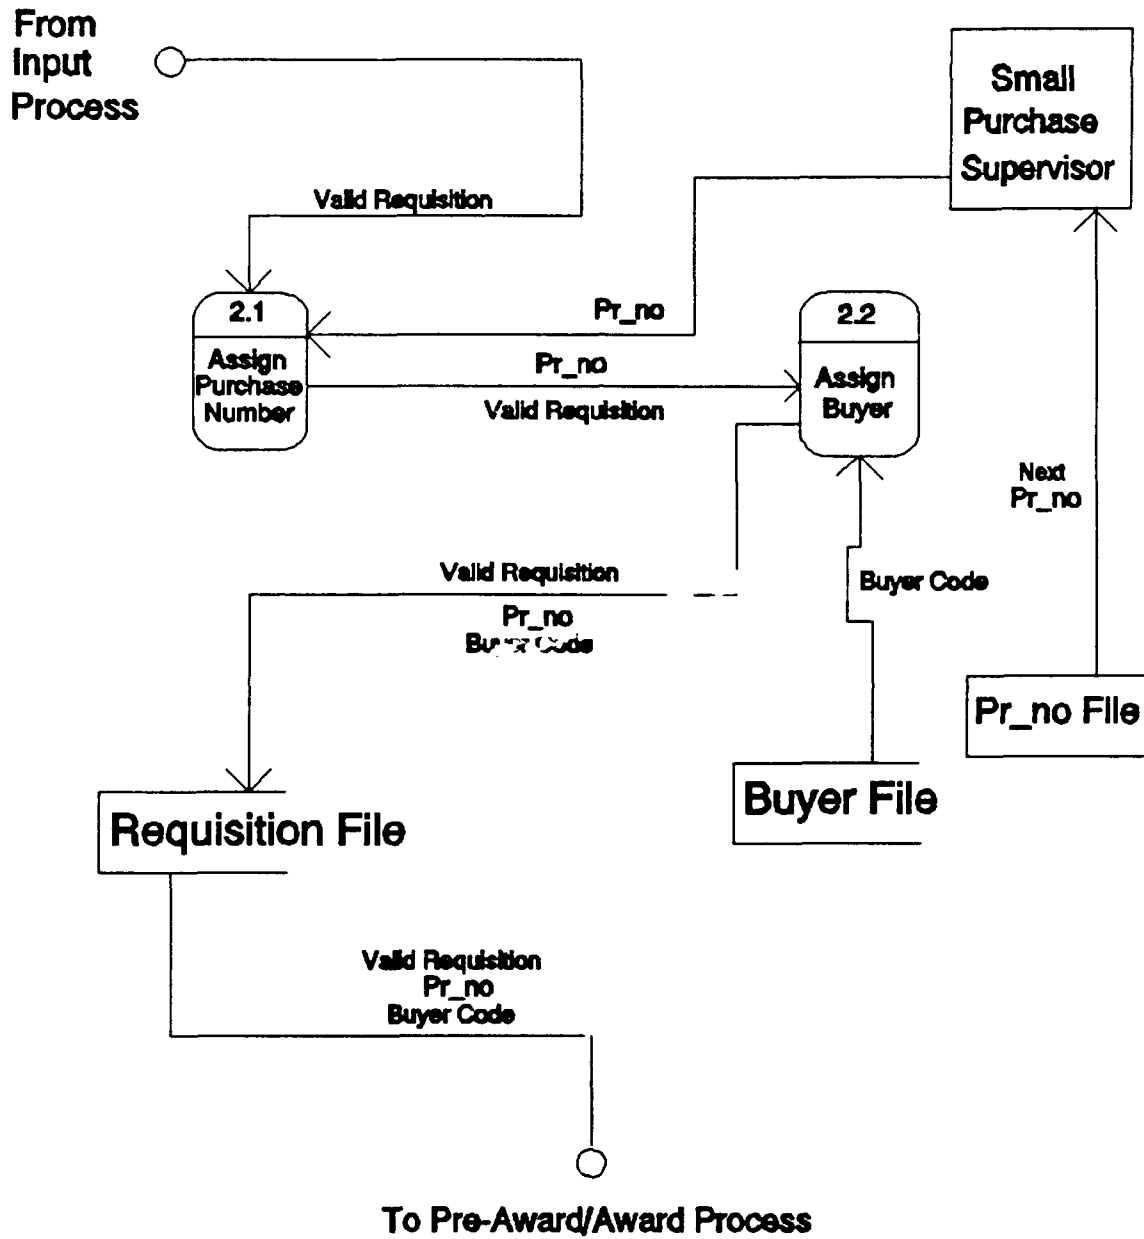 From
Input
Process
Small
Purchase
Supervisor
Valid Requisition
2.1
Assign
Purchase
Number
Pr_no
Pr_no
Valid Requisition
2.2
Assign
Buyer
Next
Pr_no
Valid Requisition
Pr_no
Buyer Code
Buyer Code
Pr_no File
Buyer File
Requisition File
Valid Requisition
Pr_no
Buyer Code
To Pre-Award/Award Process